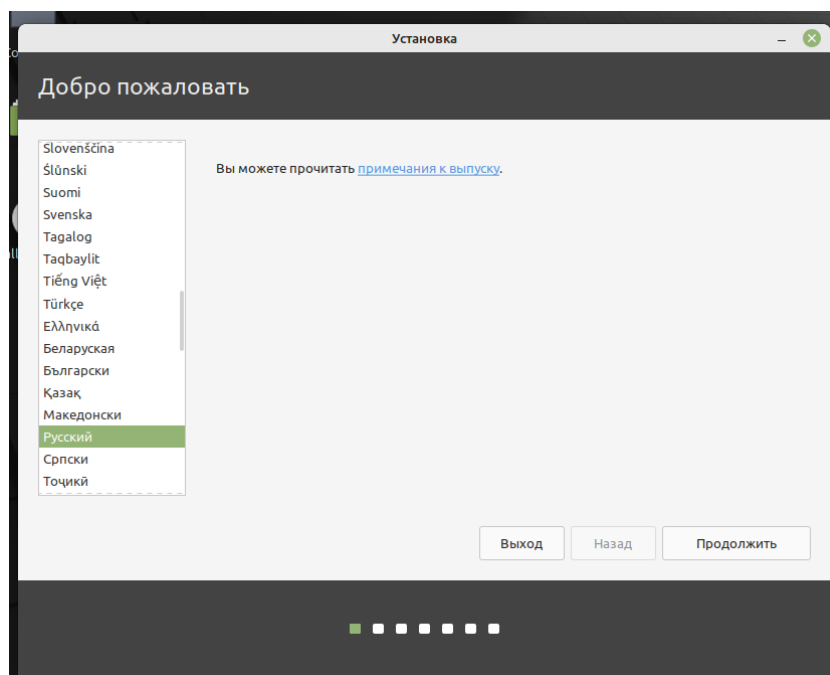 Установка
Добро пожаловать
Slovenščina
Ślůnski
Suomi
Svenska
Tagalog
Taqbaylit
Tiếng Việt
Türkçe
Ελληνικά
Беларуская
Български
Қазақ
Македонски
Русский
Српски
Тоҷикӣ
Вы можете прочитать примечания к выпуску.
Выход
Назад
Продолжить